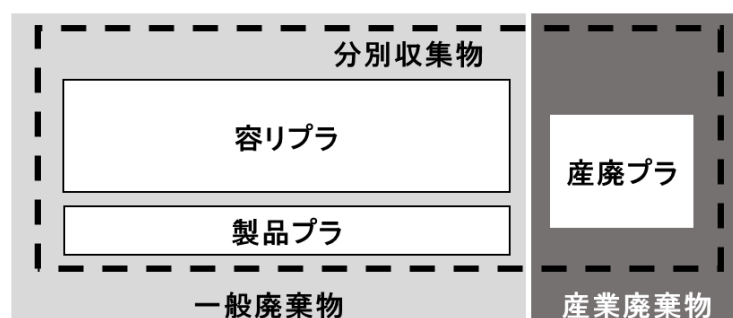 分別収集物
容リプラ
産廃プラ
製品プラ
一般廃棄物
産業廃棄物